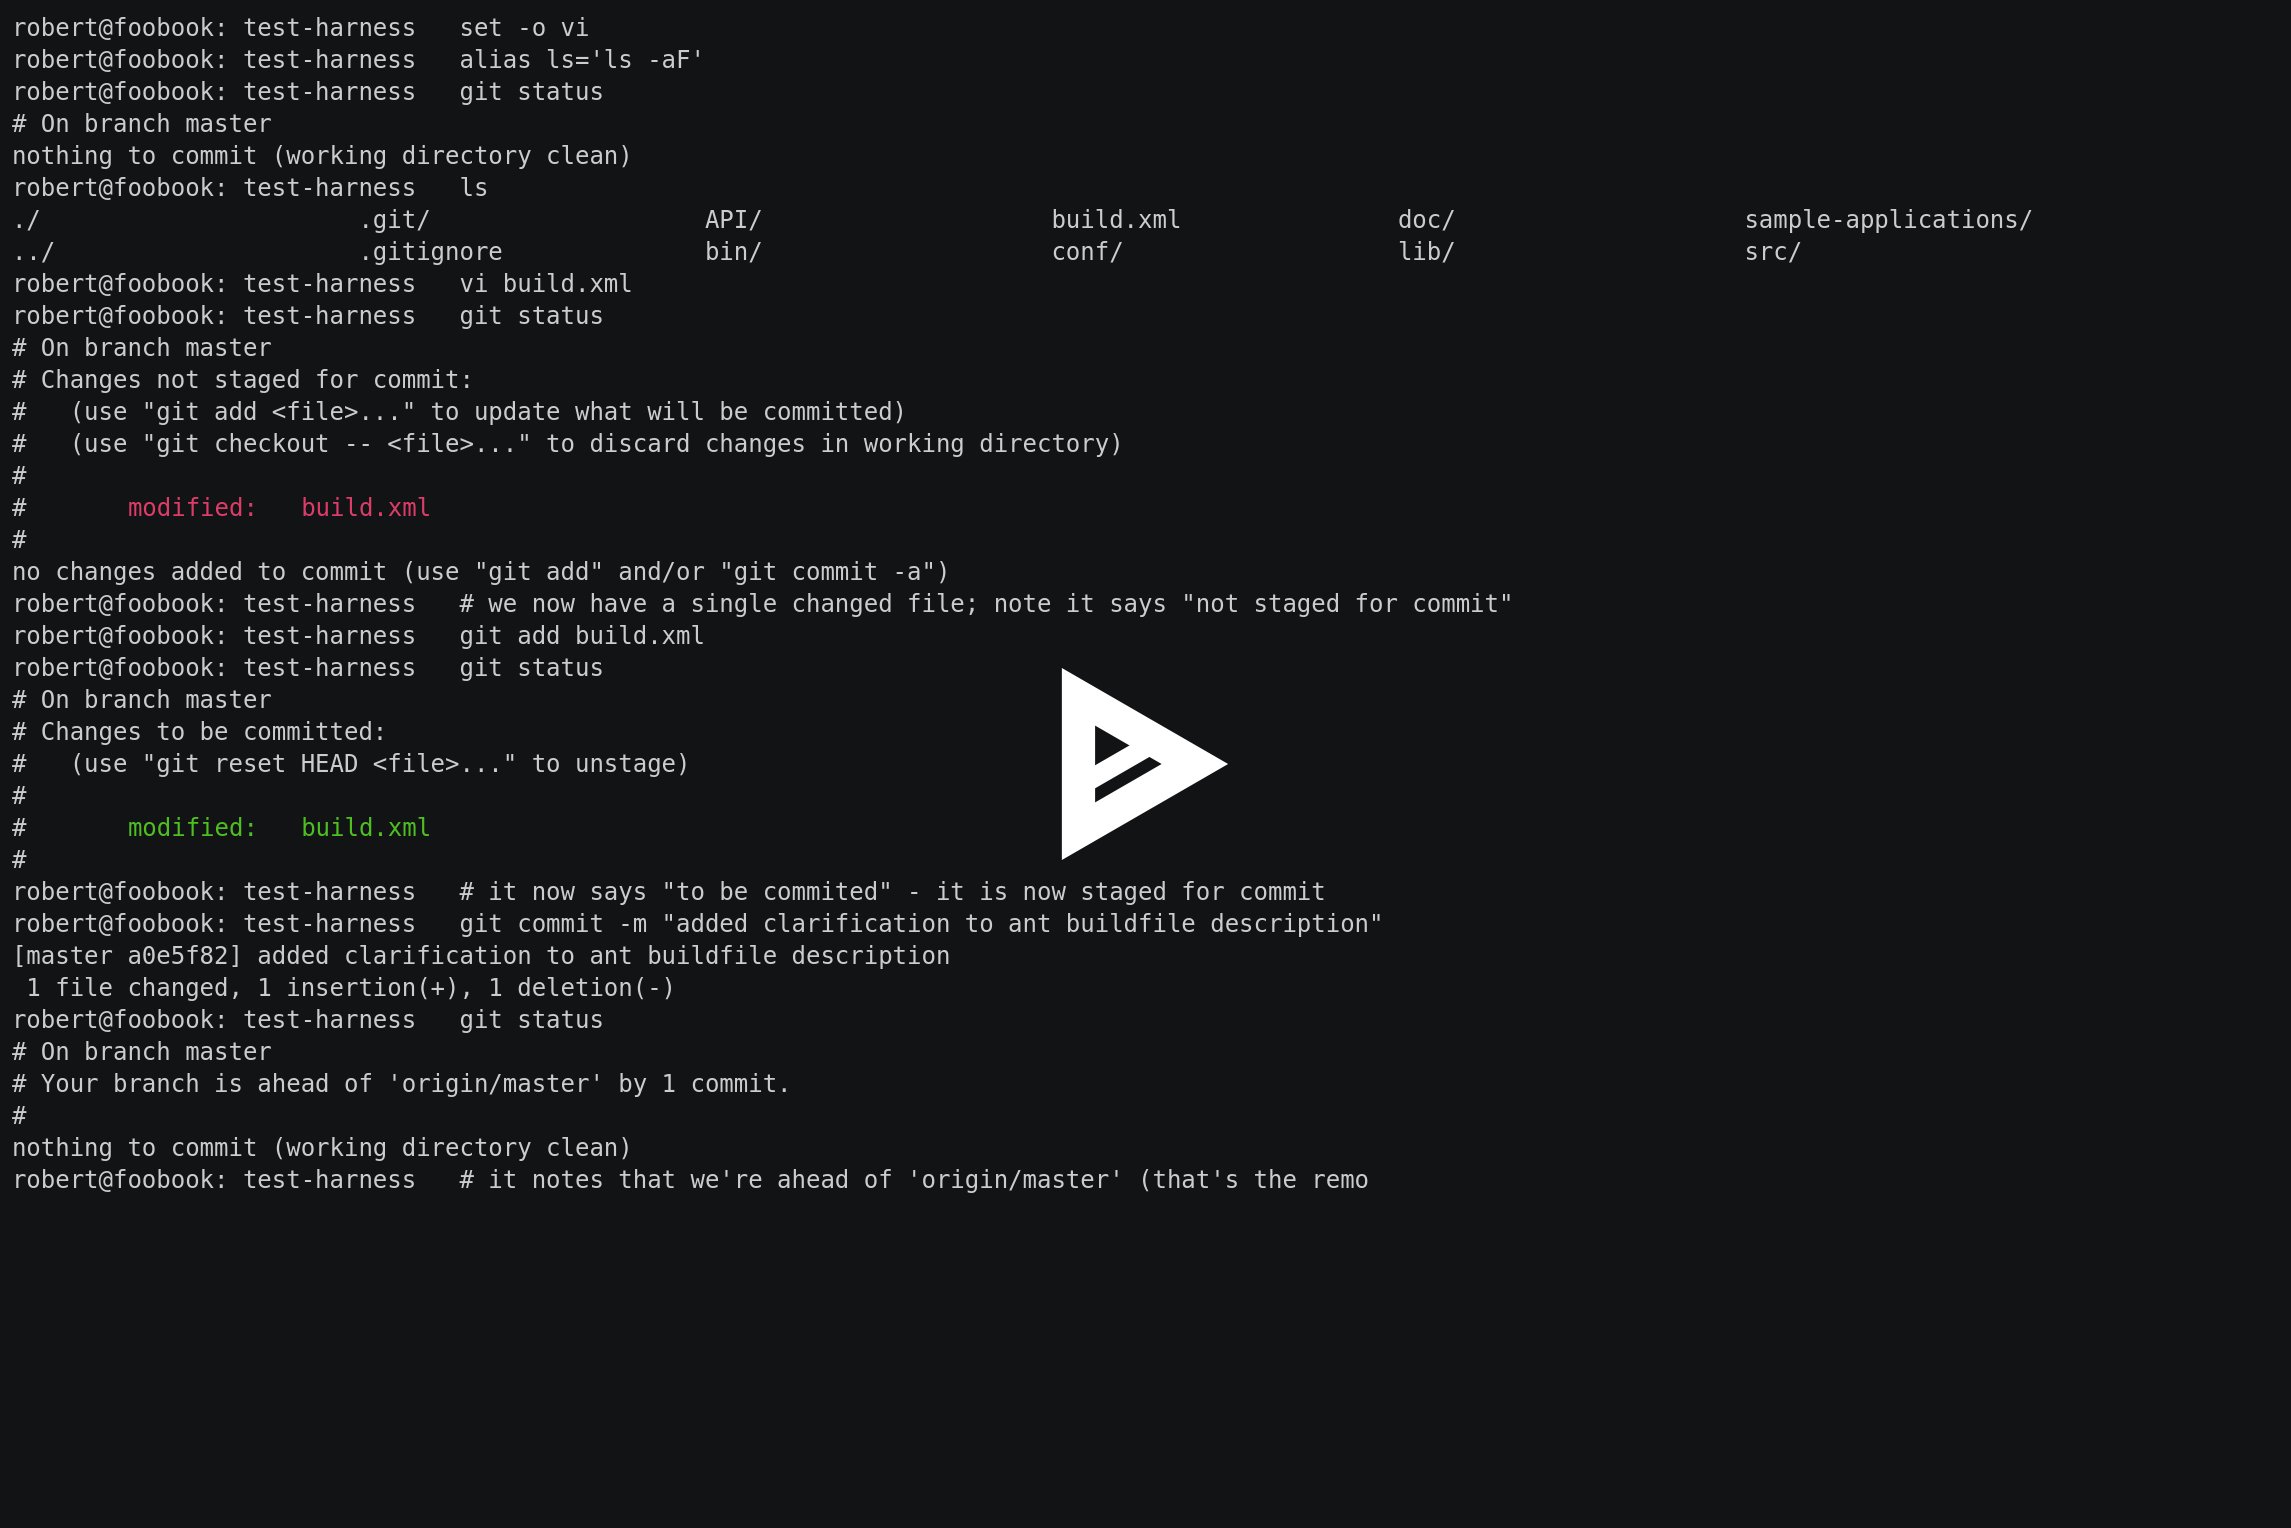 robert@foobook: test-harness   set -o vi
robert@foobook: test-harness   alias ls='ls -aF'
robert@foobook: test-harness   git status
# On branch master
nothing to commit (working directory clean)
robert@foobook: test-harness   ls
./                      .git/                   API/                    build.xml               doc/                    sample-applications/
../                     .gitignore              bin/                    conf/                   lib/                    src/
robert@foobook: test-harness   vi build.xml
robert@foobook: test-harness   git status
# On branch master
# Changes not staged for commit:
#   (use "git add <file>..." to update what will be committed)
#   (use "git checkout -- <file>..." to discard changes in working directory)
#
#       modified:   build.xml
#
no changes added to commit (use "git add" and/or "git commit -a")
robert@foobook: test-harness   # we now have a single changed file; note it says "not staged for commit"
robert@foobook: test-harness   git add build.xml
robert@foobook: test-harness   git status
# On branch master
# Changes to be committed:
#   (use "git reset HEAD <file>..." to unstage)
#
#       modified:   build.xml
#
robert@foobook: test-harness   # it now says "to be commited" - it is now staged for commit
robert@foobook: test-harness   git commit -m "added clarification to ant buildfile description"
[master a0e5f82] added clarification to ant buildfile description
 1 file changed, 1 insertion(+), 1 deletion(-)
robert@foobook: test-harness   git status
# On branch master
# Your branch is ahead of 'origin/master' by 1 commit.
#
nothing to commit (working directory clean)
robert@foobook: test-harness   # it notes that we're ahead of 'origin/master' (that's the remo